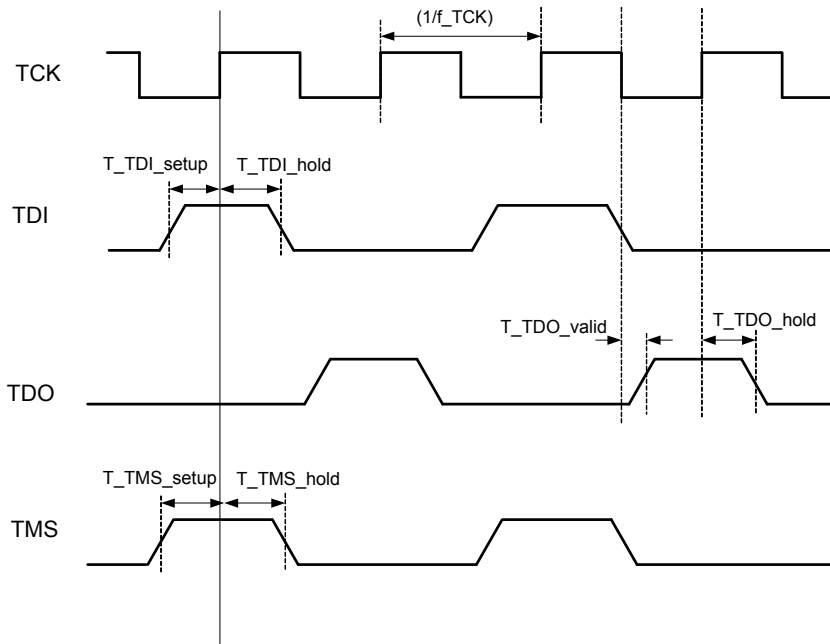 (1/f_TCK)
TCK
T_TDI_setup T_TDI_hold
TDI
T_TDO_valid T_TDO_hold
TDO
T_TMS_setup T_TMS_hold
TMS